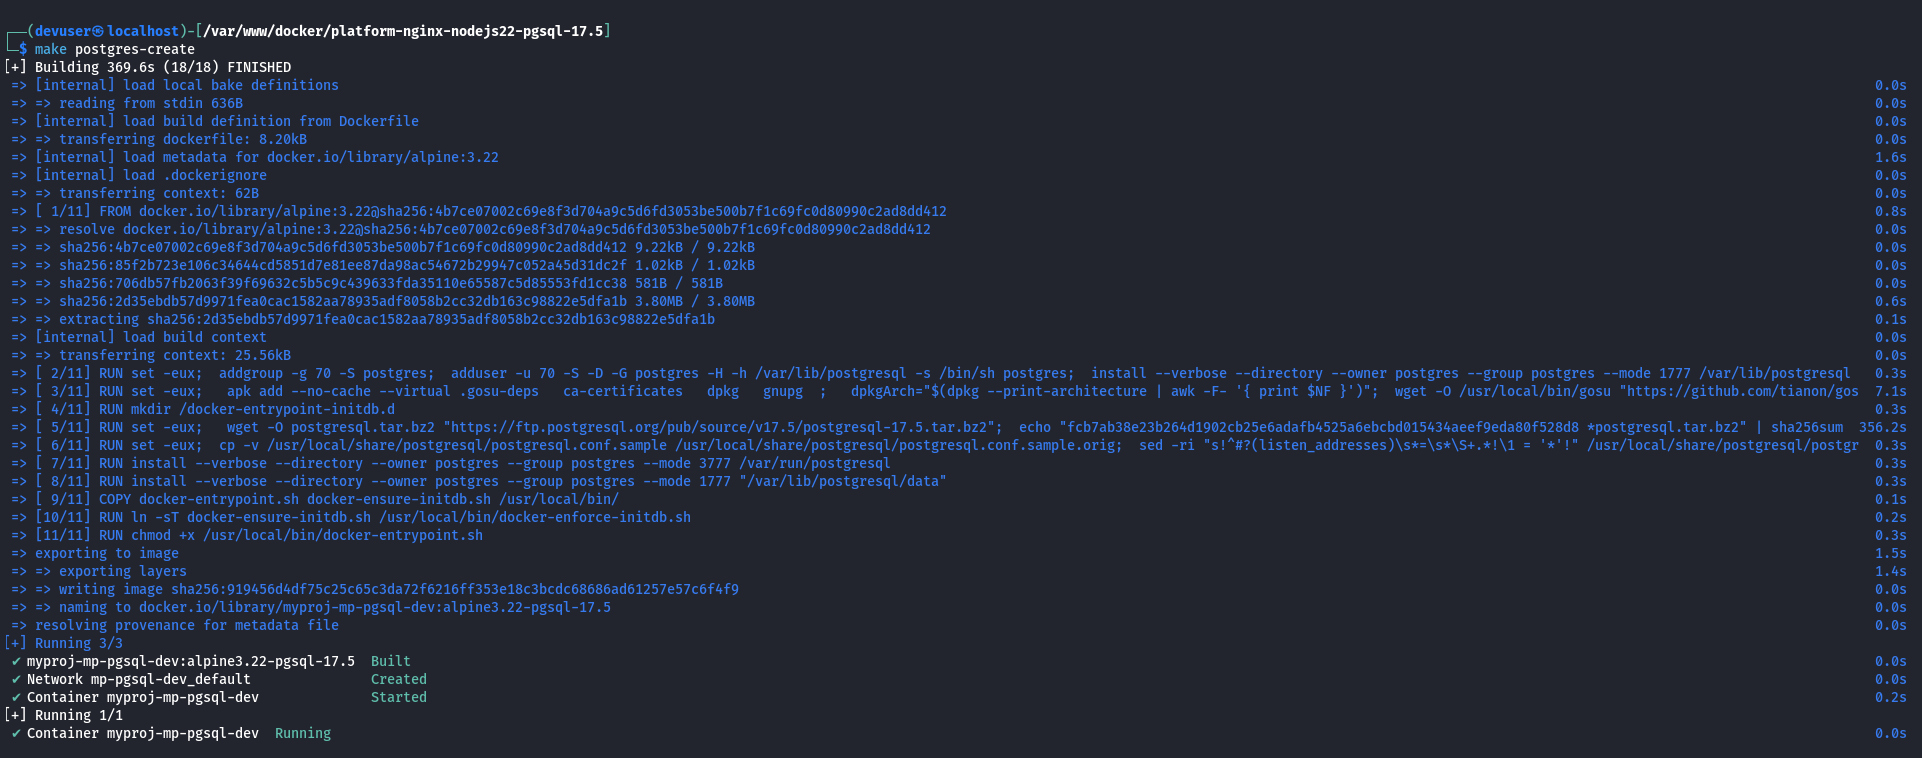 ┌──(devuser㉿localhost)-[/var/www/docker/platform-nginx-nodejs22-pgsql-17.5]
└─$ make postgres-create
[+] Building 369.6s (18/18) FINISHED
=> [internal] load local bake definitions 0.0s
=> => reading from stdin 636B 0.0s
=> [internal] load build definition from Dockerfile 0.0s
=> => transferring dockerfile: 8.20kB 0.0s
=> [internal] load metadata for docker.io/library/alpine:3.22 1.6s
=> [internal] load .dockerignore 0.0s
=> => transferring context: 62B 0.0s
=> [ 1/11] FROM docker.io/library/alpine:3.22@sha256:4b7ce07002c69e8f3d704a9c5d6fd3053be500b7f1c69fc0d80990c2ad8dd412 0.8s
=> => resolve docker.io/library/alpine:3.22@sha256:4b7ce07002c69e8f3d704a9c5d6fd3053be500b7f1c69fc0d80990c2ad8dd412 0.0s
=> => sha256:4b7ce07002c69e8f3d704a9c5d6fd3053be500b7f1c69fc0d80990c2ad8dd412 9.22kB / 9.22kB 0.0s
=> => sha256:85f2b723e106c34644cd5851d7e81ee87da98ac54672b29947c052a45d31dc2f 1.02kB / 1.02kB 0.0s
=> => sha256:706db57fb2063f39f69632c5b5c9c439633fda35110e65587c5d85553fd1cc38 581B / 581B 0.0s
=> => sha256:2d35ebdb57d9971fea0cac1582aa78935adf8058b2cc32db163c98822e5dfa1b 3.80MB / 3.80MB 0.6s
=> => extracting sha256:2d35ebdb57d9971fea0cac1582aa78935adf8058b2cc32db163c98822e5dfa1b 0.1s
=> [internal] load build context 0.0s
=> => transferring context: 25.56kB 0.0s
=> [ 2/11] RUN set -eux;  addgroup -g 70 -S postgres;  adduser -u 70 -S -D -G postgres -H -h /var/lib/postgresql -s /bin/sh postgres;  install --verbose --directory --owner postgres --group postgres --mode 1777 /var/lib/postgresql 0.3s
=> [ 3/11] RUN set -eux;   apk add --no-cache --virtual .gosu-deps   ca-certificates   dpkg   gnupg  ;   dpkgArch="$(dpkg --print-architecture | awk -F- '{ print $NF }')";  wget -O /usr/local/bin/gosu "https://github.com/tianon/gos 7.1s
=> [ 4/11] RUN mkdir /docker-entrypoint-initdb.d 0.3s
=> [ 5/11] RUN set -eux;   wget -O postgresql.tar.bz2 "https://ftp.postgresql.org/pub/source/v17.5/postgresql-17.5.tar.bz2";  echo "fcb7ab38e23b264d1902cb25e6adafb4525a6ebcbd015434aeef9eda80f528d8 *postgresql.tar.bz2" | sha256sum 356.2s
=> [ 6/11] RUN set -eux;  cp -v /usr/local/share/postgresql/postgresql.conf.sample /usr/local/share/postgresql/postgresql.conf.sample.orig;  sed -ri "s!^#?(listen_addresses)\s*=\s*\S+.*!\1 = '*'!" /usr/local/share/postgresql/postgr 0.3s
=> [ 7/11] RUN install --verbose --directory --owner postgres --group postgres --mode 3777 /var/run/postgresql 0.3s
=> [ 8/11] RUN install --verbose --directory --owner postgres --group postgres --mode 1777 "/var/lib/postgresql/data" 0.3s
=> [ 9/11] COPY docker-entrypoint.sh docker-ensure-initdb.sh /usr/local/bin/ 0.1s
=> [10/11] RUN ln -sT docker-ensure-initdb.sh /usr/local/bin/docker-enforce-initdb.sh 0.2s
=> [11/11] RUN chmod +x /usr/local/bin/docker-entrypoint.sh 0.3s
=> exporting to image 1.5s
=> => exporting layers 1.4s
=> => writing image sha256:919456d4df75c25c65c3da72f6216ff353e18c3bcdc68686ad61257e57c6f4f9 0.0s
=> => naming to docker.io/library/myproj-mp-pgsql-dev:alpine3.22-pgsql-17.5 0.0s
=> resolving provenance for metadata file 0.0s
[+] Running 3/3
✔ myproj-mp-pgsql-dev:alpine3.22-pgsql-17.5  Built 0.0s
✔ Network mp-pgsql-dev_default  Created 0.0s
✔ Container myproj-mp-pgsql-dev  Started 0.2s
[+] Running 1/1
✔ Container myproj-mp-pgsql-dev  Running 0.0s